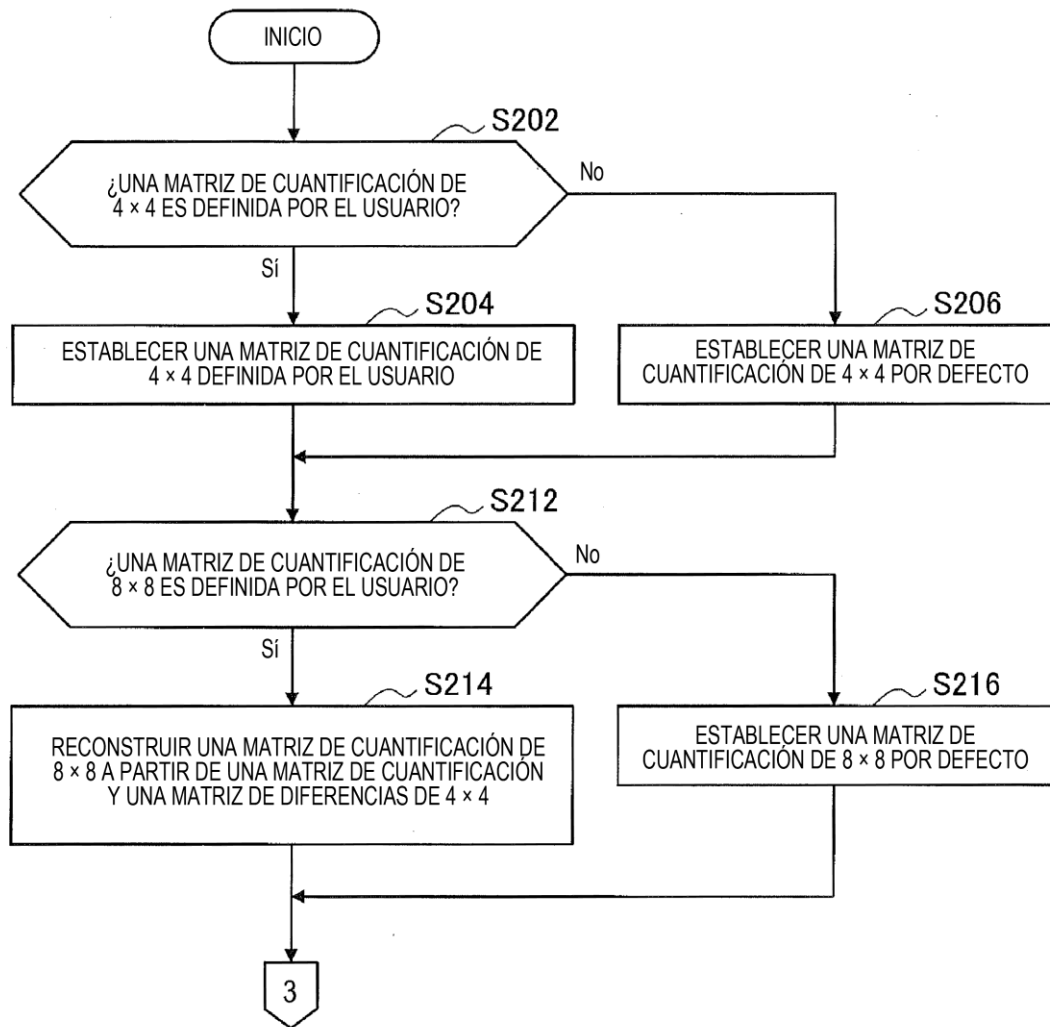 INICIO
S202
¿UNA MATRIZ DE CUANTIFICACIÓN DE
4 × 4 ES DEFINIDA POR EL USUARIO?
No
Sí
S204
ESTABLECER UNA MATRIZ DE CUANTIFICACIÓN DE
4 × 4 DEFINIDA POR EL USUARIO
S206
ESTABLECER UNA MATRIZ DE
CUANTIFICACIÓN DE 4 × 4 POR DEFECTO
S212
¿UNA MATRIZ DE CUANTIFICACIÓN DE
8 × 8 ES DEFINIDA POR EL USUARIO?
No
Sí
S214
RECONSTRUIR UNA MATRIZ DE CUANTIFICACIÓN DE
8 × 8 A PARTIR DE UNA MATRIZ DE CUANTIFICACIÓN
Y UNA MATRIZ DE DIFERENCIAS DE 4 × 4
S216
ESTABLECER UNA MATRIZ DE
CUANTIFICACIÓN DE 8 × 8 POR DEFECTO
3